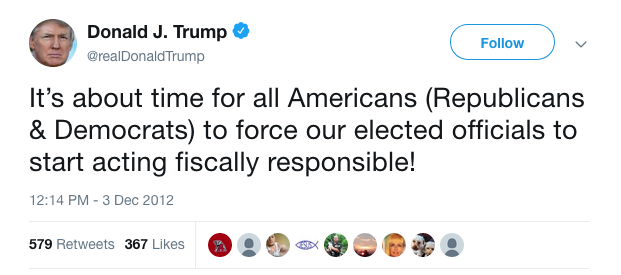 Donald J. Trump
@realDonaldTrump
Follow
It’s about time for all Americans (Republicans
& Democrats) to force our elected officials to
start acting fiscally responsible!
12:14 PM - 3 Dec 2012
579 Retweets 367 Likes